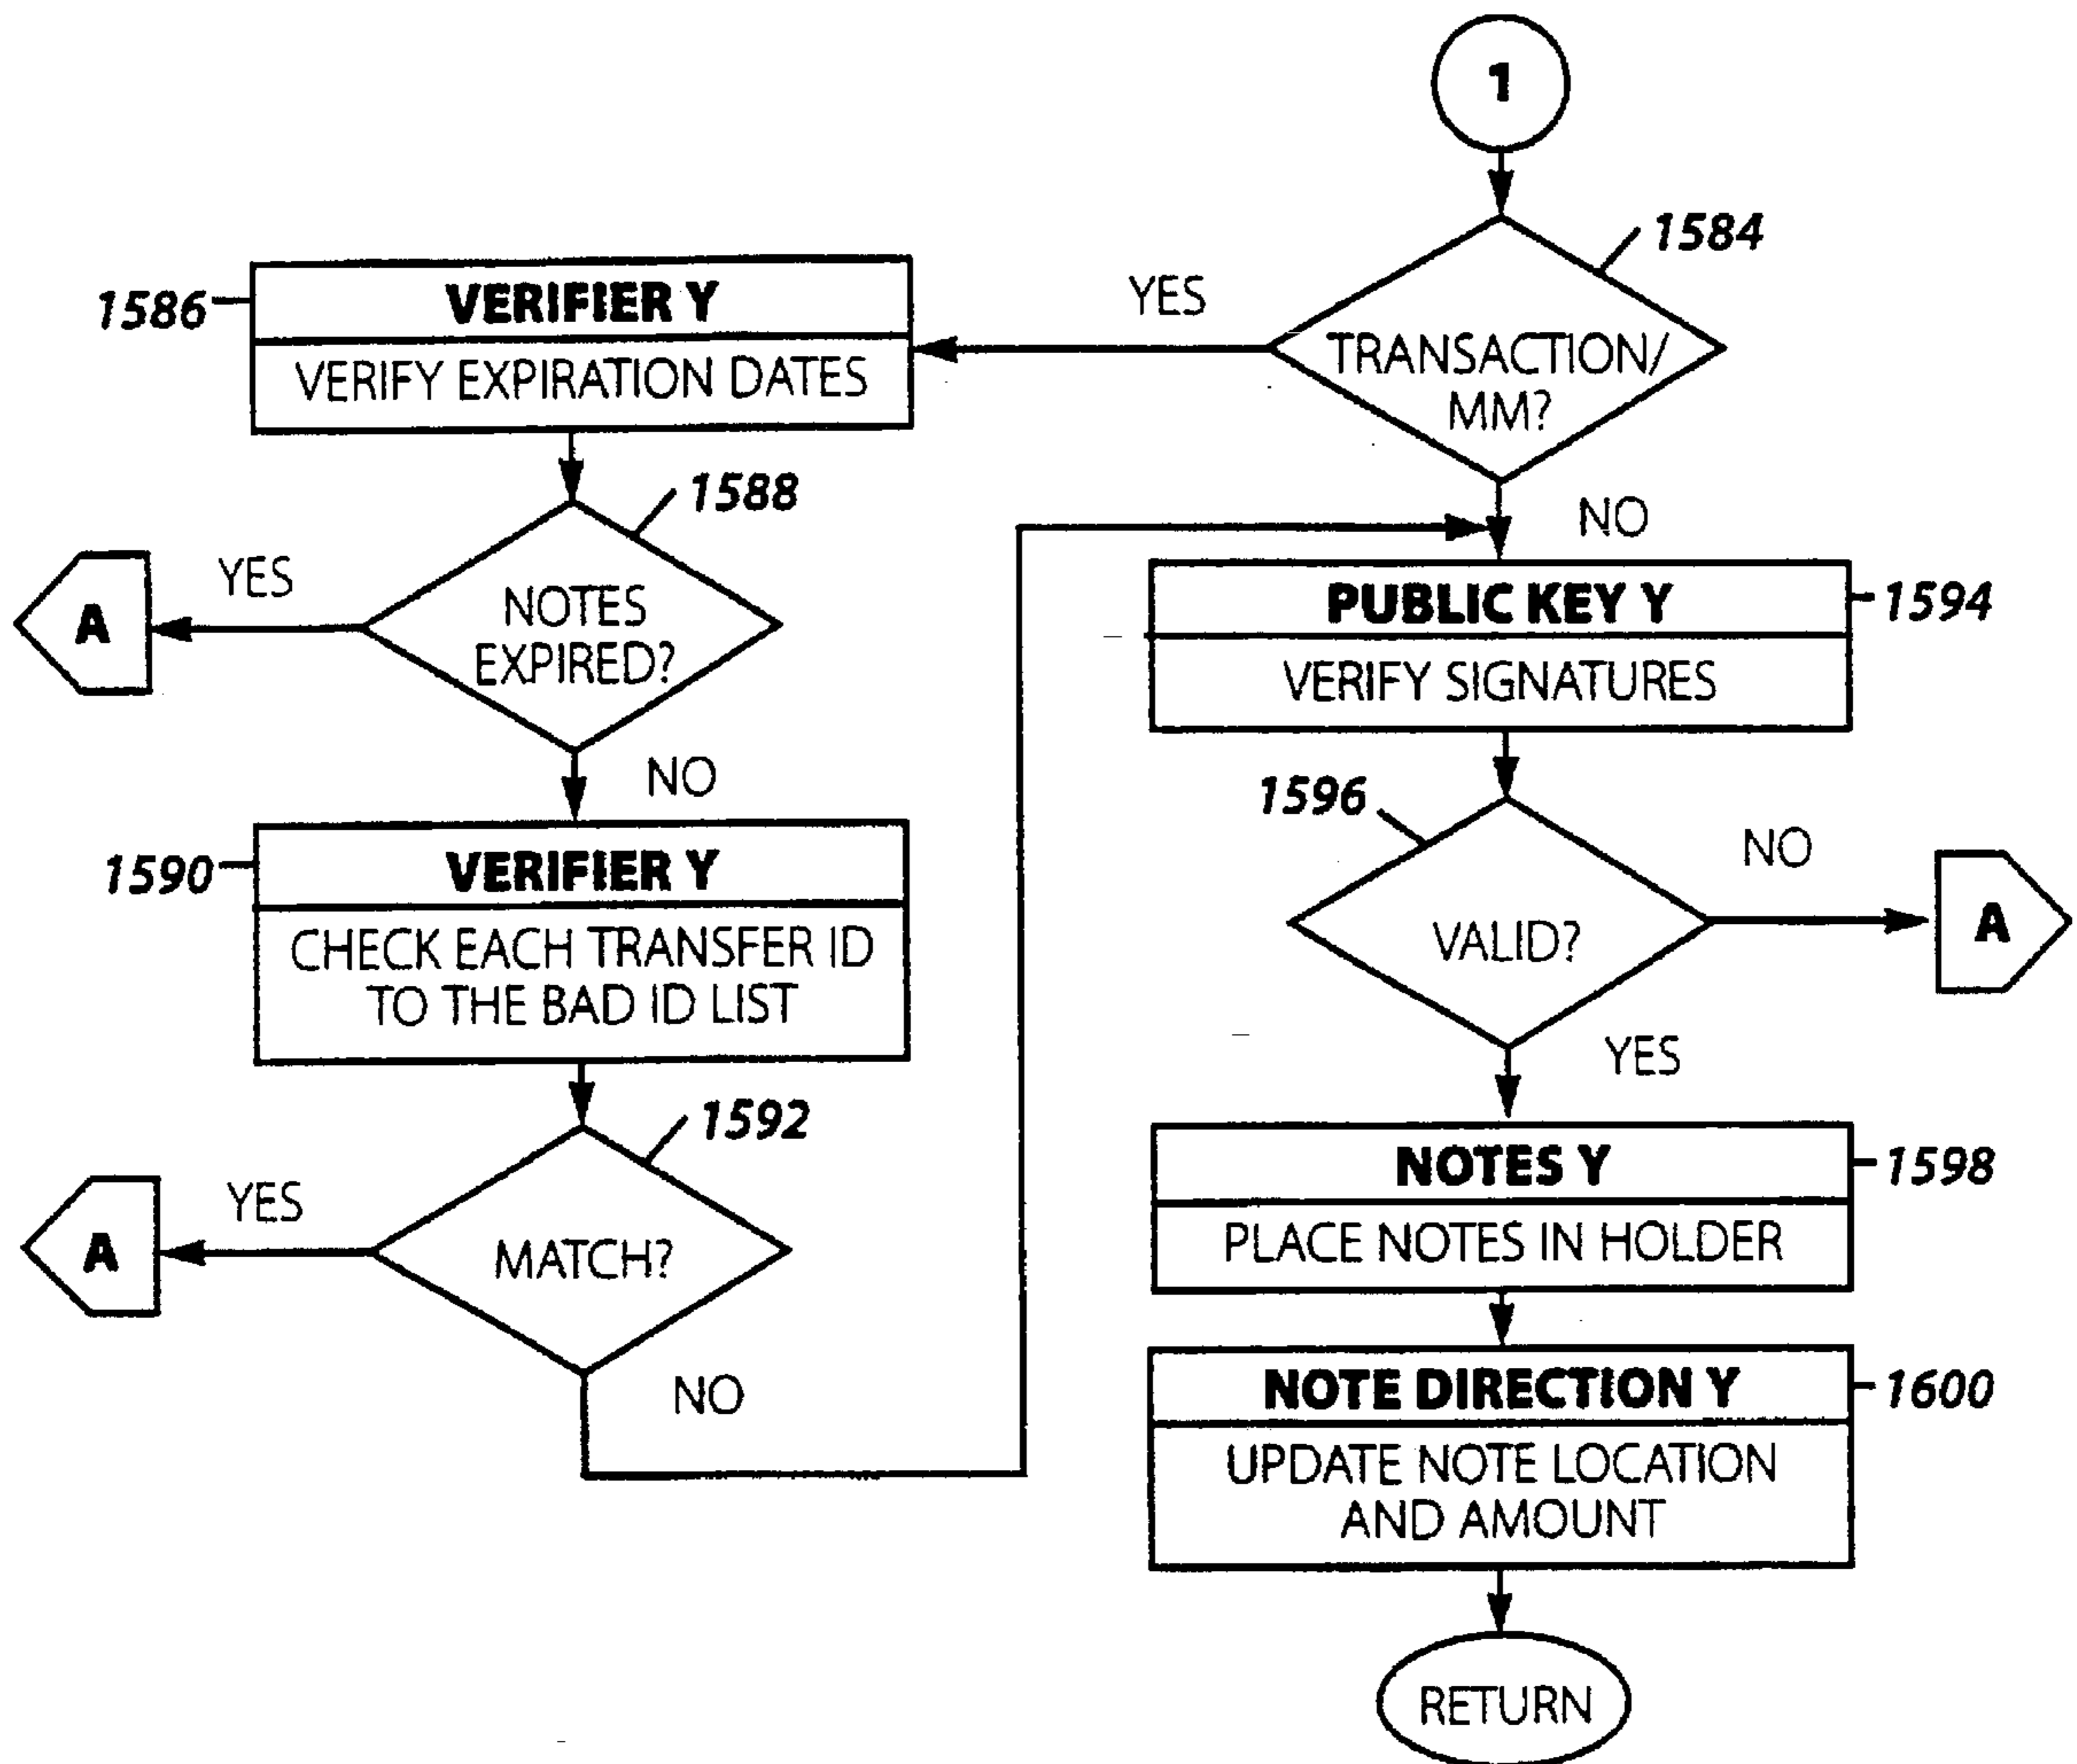 1
1584
TRANSACTION/
MM?
YES
NO
1586
VERIFIER Y
VERIFY EXPIRATION DATES
1588
NOTES
EXPIRED?
YES
A
NO
1590
VERIFIER Y
CHECK EACH TRANSFER ID
TO THE BAD ID LIST
1592
MATCH?
YES
A
NO
PUBLIC KEY Y
1594
VERIFY SIGNATURES
1596
VALID?
NO
A
YES
NOTES Y
1598
PLACE NOTES IN HOLDER
NOTE DIRECTION Y
1600
UPDATE NOTE LOCATION
AND AMOUNT
RETURN